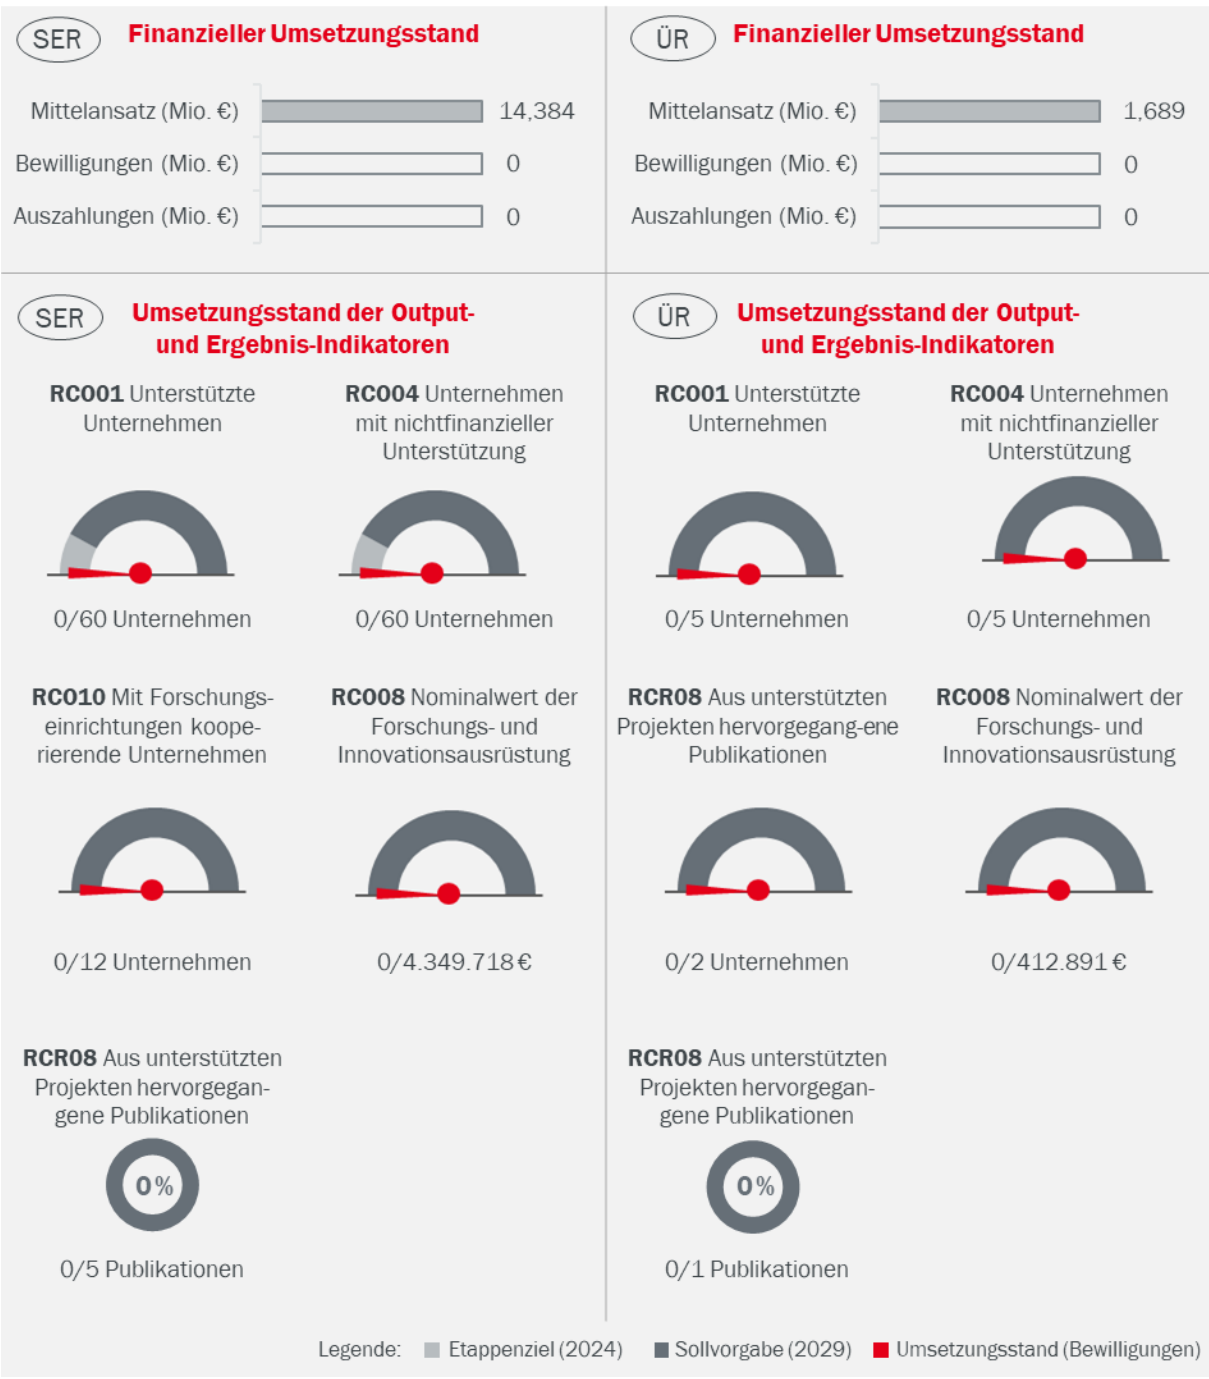 SER
Finanzieller Umsetzungsstand
Mittelansatz (Mio. €)
14,384
Bewilligungen (Mio. €)
0
Auszahlungen (Mio. €)
0
ÜR
Finanzieller Umsetzungsstand
Mittelansatz (Mio. €)
1,689
Bewilligungen (Mio. €)
0
Auszahlungen (Mio. €)
0
SER
Umsetzungsstand der Output-
und Ergebnis-Indikatoren
RCO01 Unterstützte
Unternehmen
0/60 Unternehmen
RCO04 Unternehmen
mit nichtfinanzieller
Unterstützung
0/60 Unternehmen
RCO10 Mit Forschungs-
einrichtungen koope-
rierende Unternehmen
0/12 Unternehmen
RCO08 Nominalwert der
Forschungs- und
Innovationsausrüstung
0/4.349.718 €
RCR08 Aus unterstützten
Projekten hervorgegan-
gene Publikationen
0%
0/5 Publikationen
ÜR
Umsetzungsstand der Output-
und Ergebnis-Indikatoren
RCO01 Unterstützte
Unternehmen
0/5 Unternehmen
RCO04 Unternehmen
mit nichtfinanzieller
Unterstützung
0/5 Unternehmen
RCR08 Aus unterstützten
Projekten hervorgegang-ene
Publikationen
0/2 Unternehmen
RCO08 Nominalwert der
Forschungs- und
Innovationsausrüstung
0/412.891 €
RCR08 Aus unterstützten
Projekten hervorgegan-
gene Publikationen
0%
0/1 Publikationen
Legende: Etappenziel (2024) Sollvorgabe (2029) Umsetzungsstand (Bewilligungen)